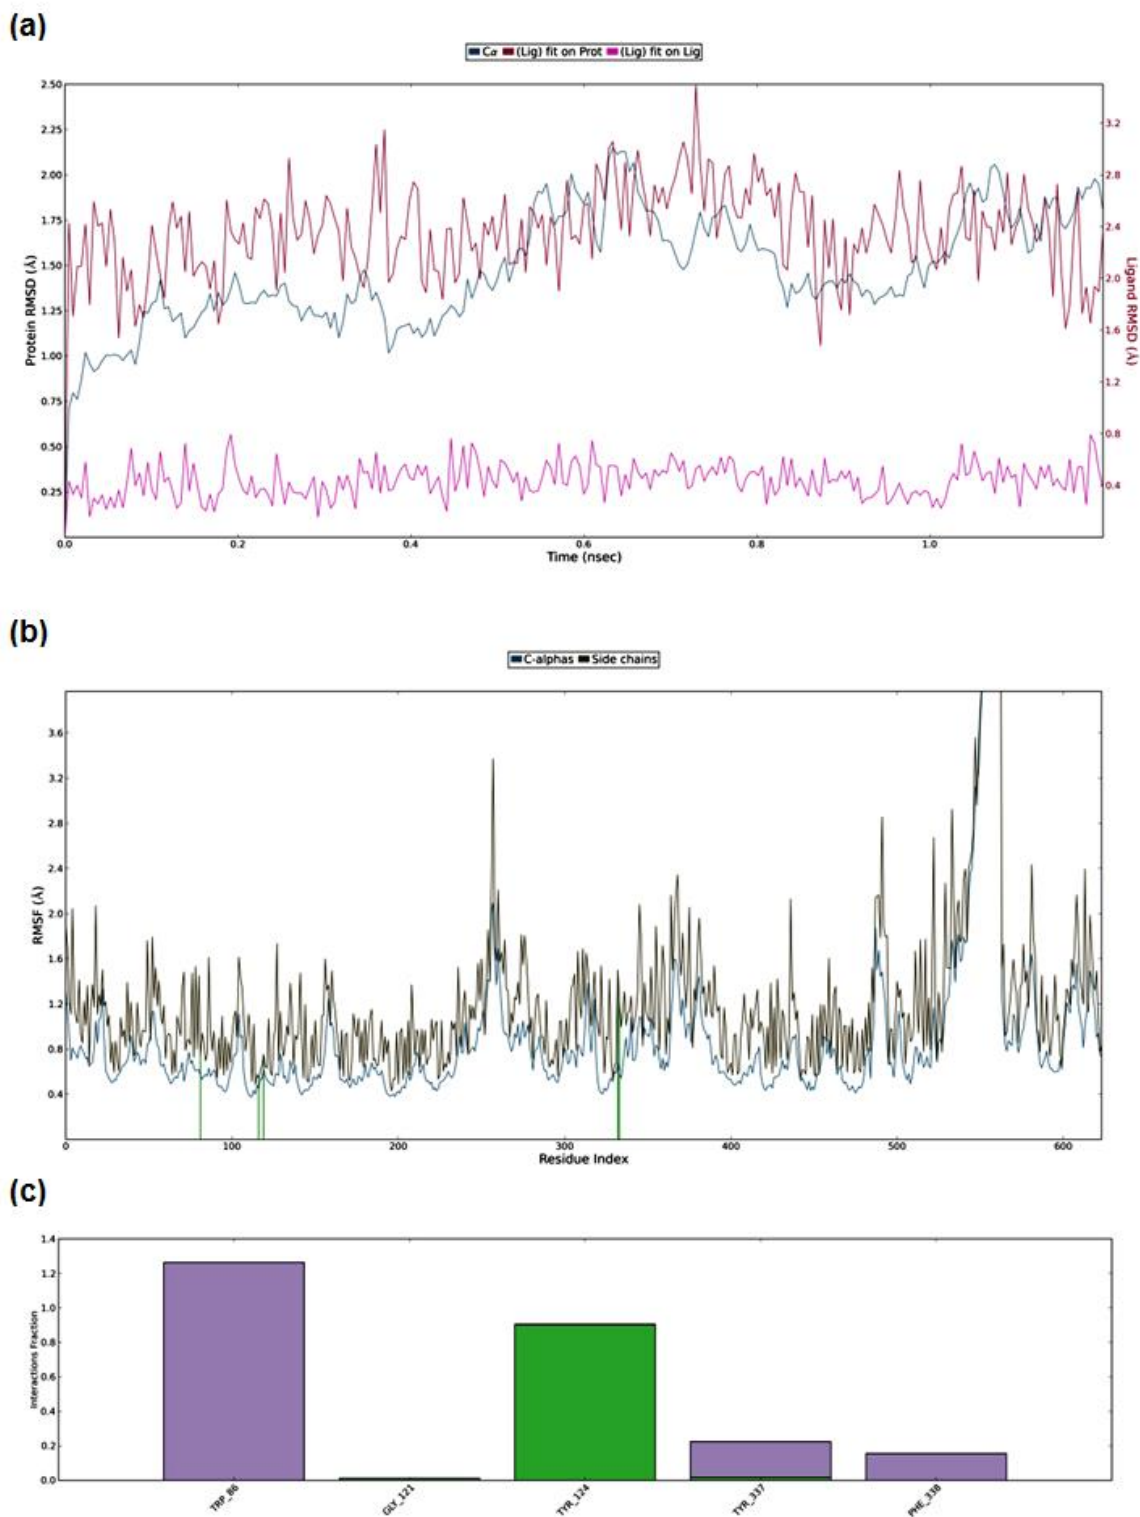 (a)
Cα (Lig) fit on Prot (Lig) fit on Lig
2.50
2.25
2.00
1.75
1.50
1.25
1.00
0.75
0.50
0.25
Protein RMSD (Å)
3.2
2.8
2.4
2.0
1.6
1.2
0.8
0.4
Ligand RMSD (Å)
0.0 0.2 0.4 0.6 0.8 1.0
Time (nsec)
(b)
C-alphas Side chains
3.6
3.2
2.8
2.4
2.0
1.6
1.2
0.8
0.4
RMSF (Å)
0 100 200 300 400 500 600
Residue Index
(c)
1.4
1.2
1.0
0.8
0.6
0.4
0.2
0.0
Interactions Fraction
TRP_86 GLY_121 TYR_124 TYR_337 PHE_338